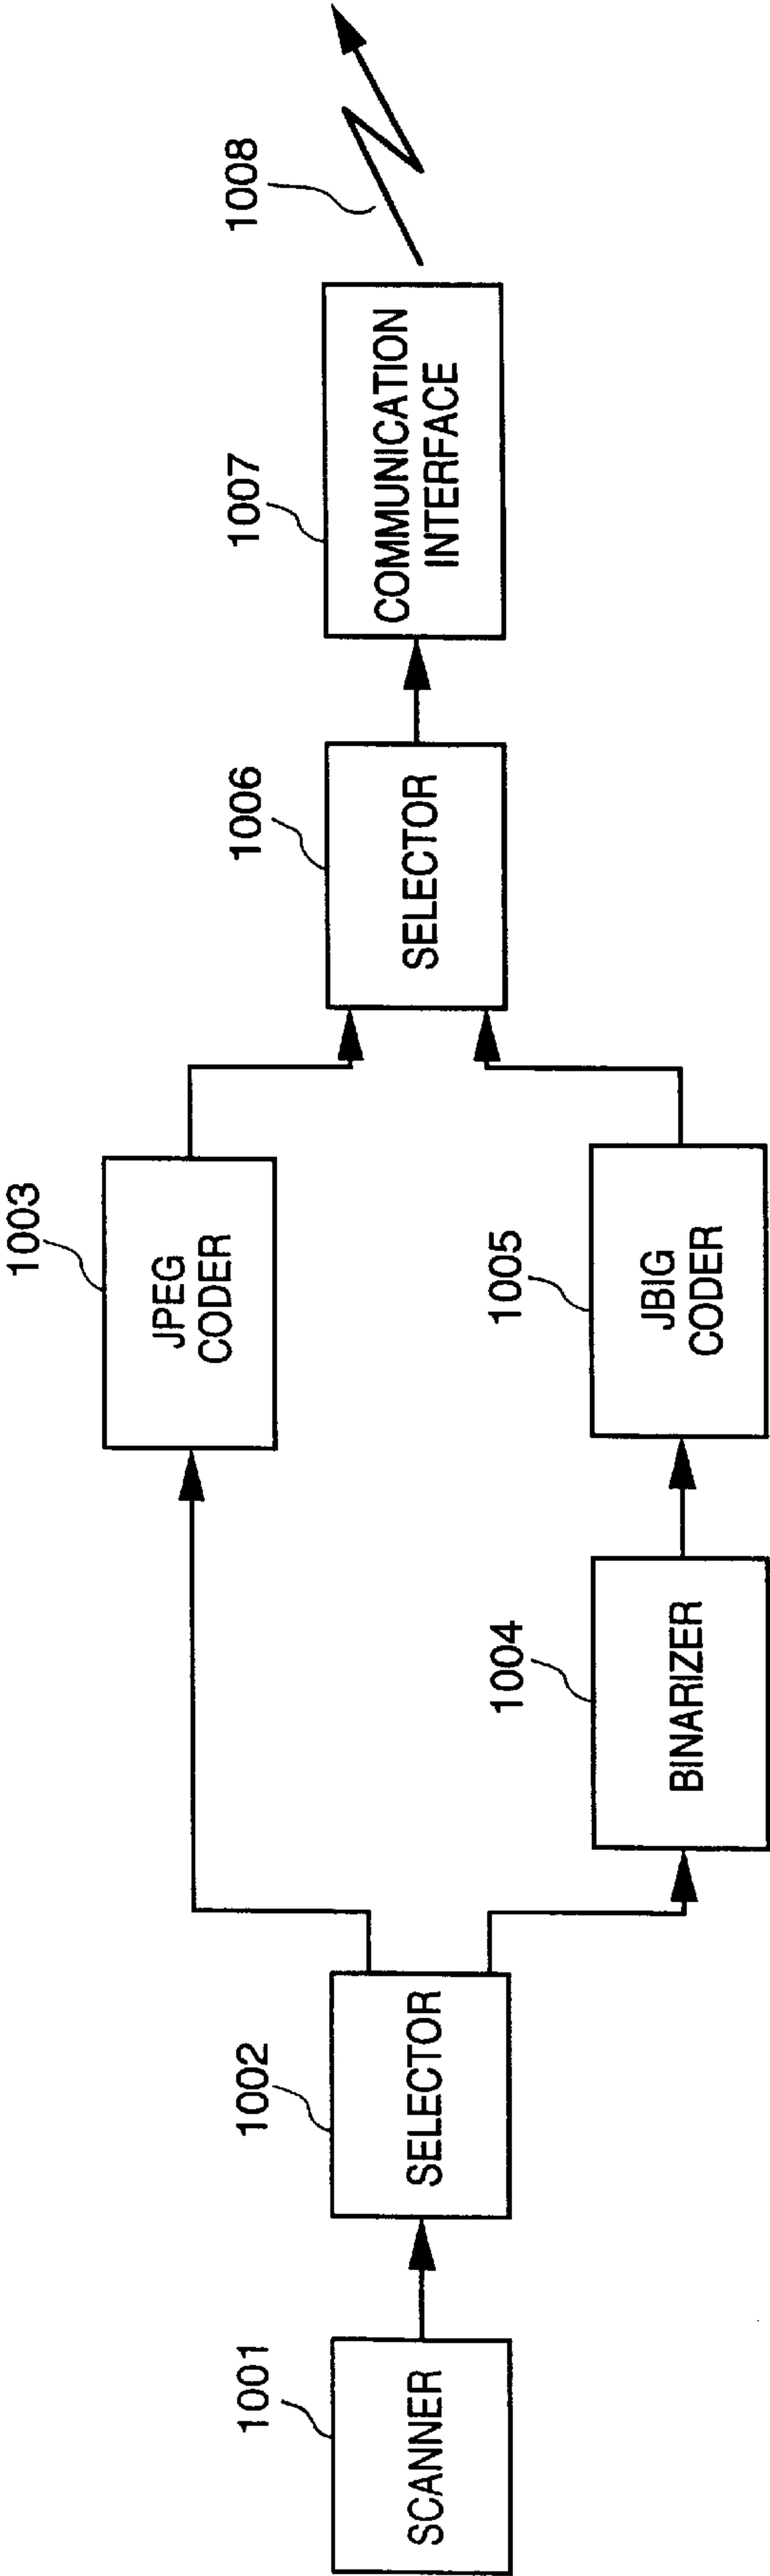 1001
SCANNER
1002
SELECTOR
1003
JPEG
CODER
1004
BINARIZER
1005
JBIG
CODER
1006
SELECTOR
1007
COMMUNICATION
INTERFACE
1008